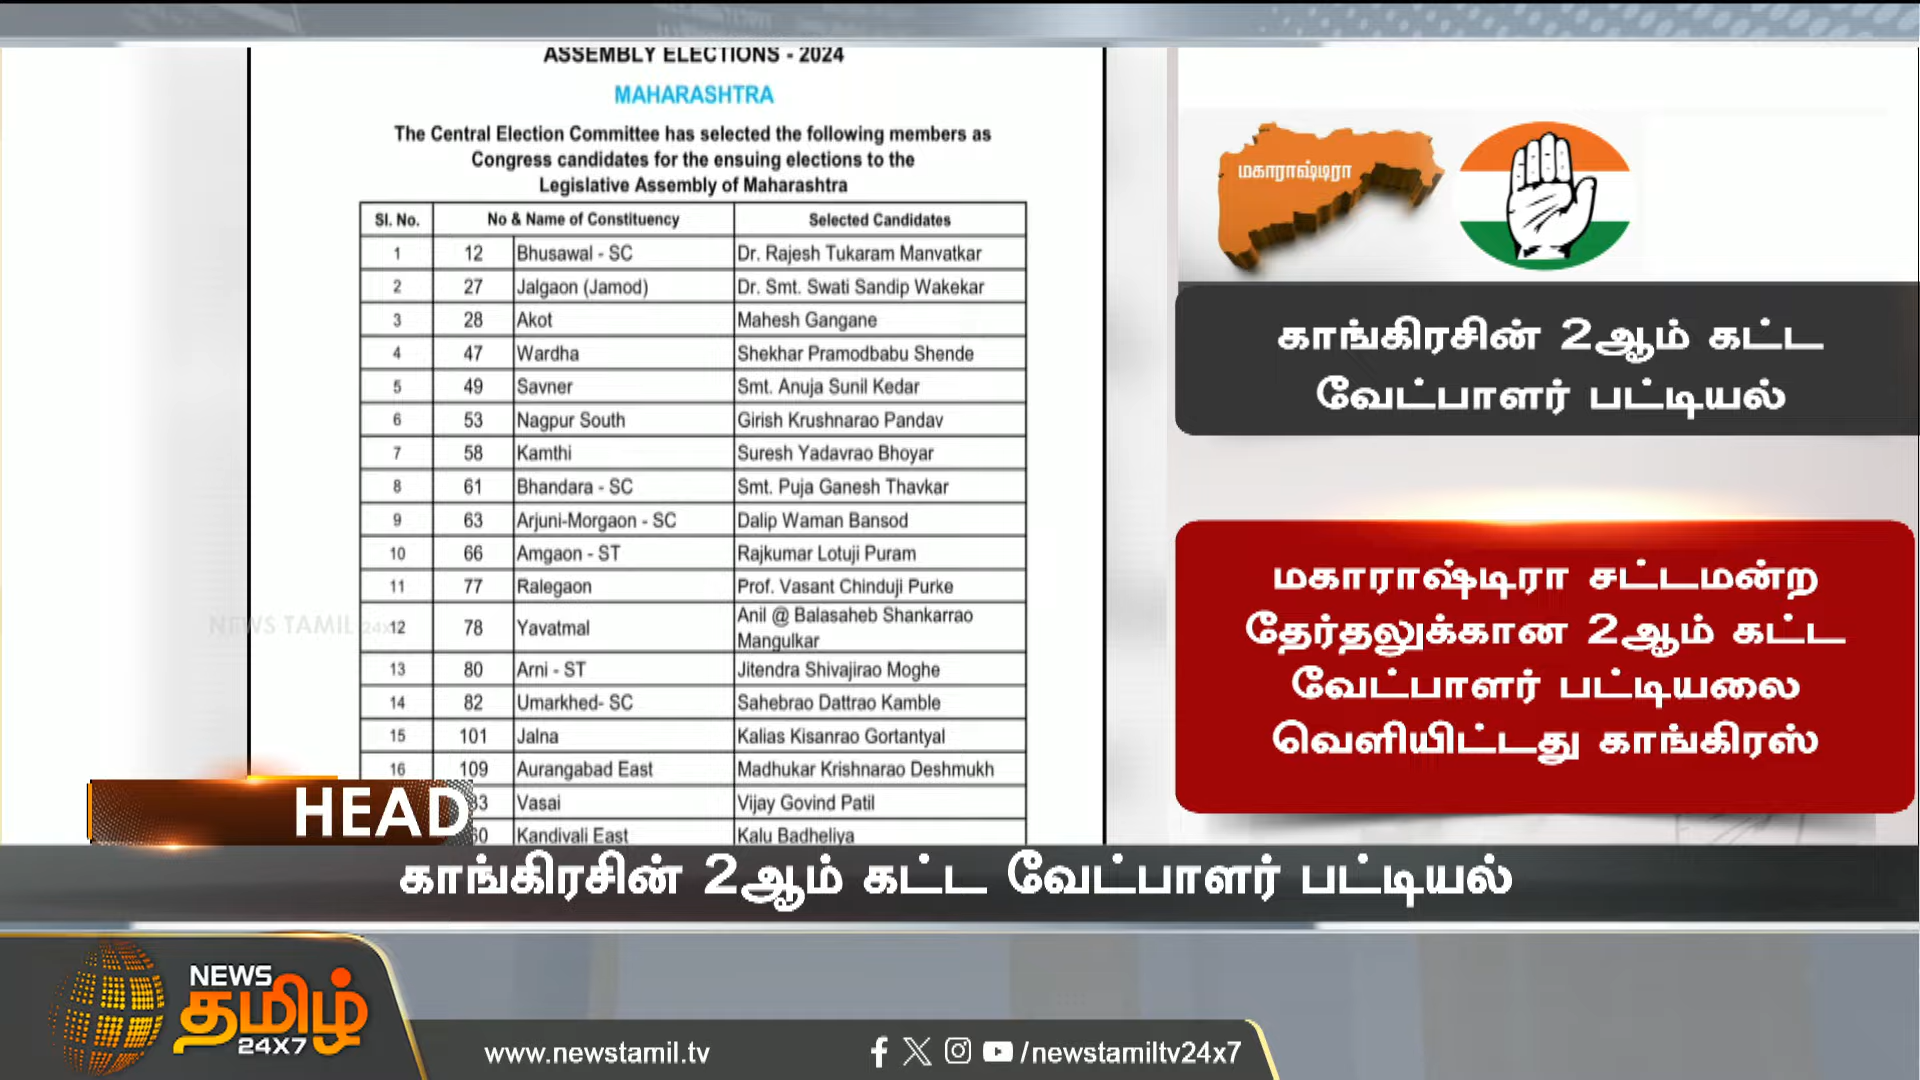 ASSEMBLY ELECTIONS - 2024
MAHARASHTRA
The Central Election Committee has selected the following members as
Congress candidates for the ensuing elections to the
Legislative Assembly of Maharashtra
Sl. No. No & Name of Constituency Selected Candidates
1 12 Bhusawal - SC Dr. Rajesh Tukaram Manvatkar
2 27 Jalgaon (Jamod) Dr. Smt. Swati Sandip Wakekar
3 28 Akot Mahesh Gangane
4 47 Wardha Shekhar Pramodbabu Shende
5 49 Savner Smt. Anuja Sunil Kedar
6 53 Nagpur South Girish Krushnarao Pandav
7 58 Kamthi Suresh Yadavrao Bhoyar
8 61 Bhandara - SC Smt. Puja Ganesh Thavkar
9 63 Arjuni-Morgaon - SC Dalip Waman Bansod
10 66 Amgaon - ST Rajkumar Lotuji Puram
11 77 Ralegaon Prof. Vasant Chinduji Purke
12 78 Yavatmal Anil @ Balasaheb Shankarrao
Mangulkar
13 80 Arni - ST Jitendra Shivajirao Moghe
14 82 Umarkhed- SC Sahebrao Dattrao Kamble
15 101 Jalna Kalias Kisanrao Gortantyal
16 109 Aurangabad East Madhukar Krishnarao Deshmukh
33 Vasai Vijay Govind Patil
60 Kandivali East Kalu Badheliya
NEWS TAMIL 24x7
மகாராஷ்டிரா
காங்கிரசின் 2ஆம் கட்ட
வேட்பாளர் பட்டியல்
மகாராஷ்டிரா சட்டமன்ற
தேர்தலுக்கான 2ஆம் கட்ட
வேட்பாளர் பட்டியலை
வெளியிட்டது காங்கிரஸ்
HEAD
காங்கிரசின் 2ஆம் கட்ட வேட்பாளர் பட்டியல்
NEWS
தமிழ்
24X7
www.newstamil.tv
/newstamiltv24x7